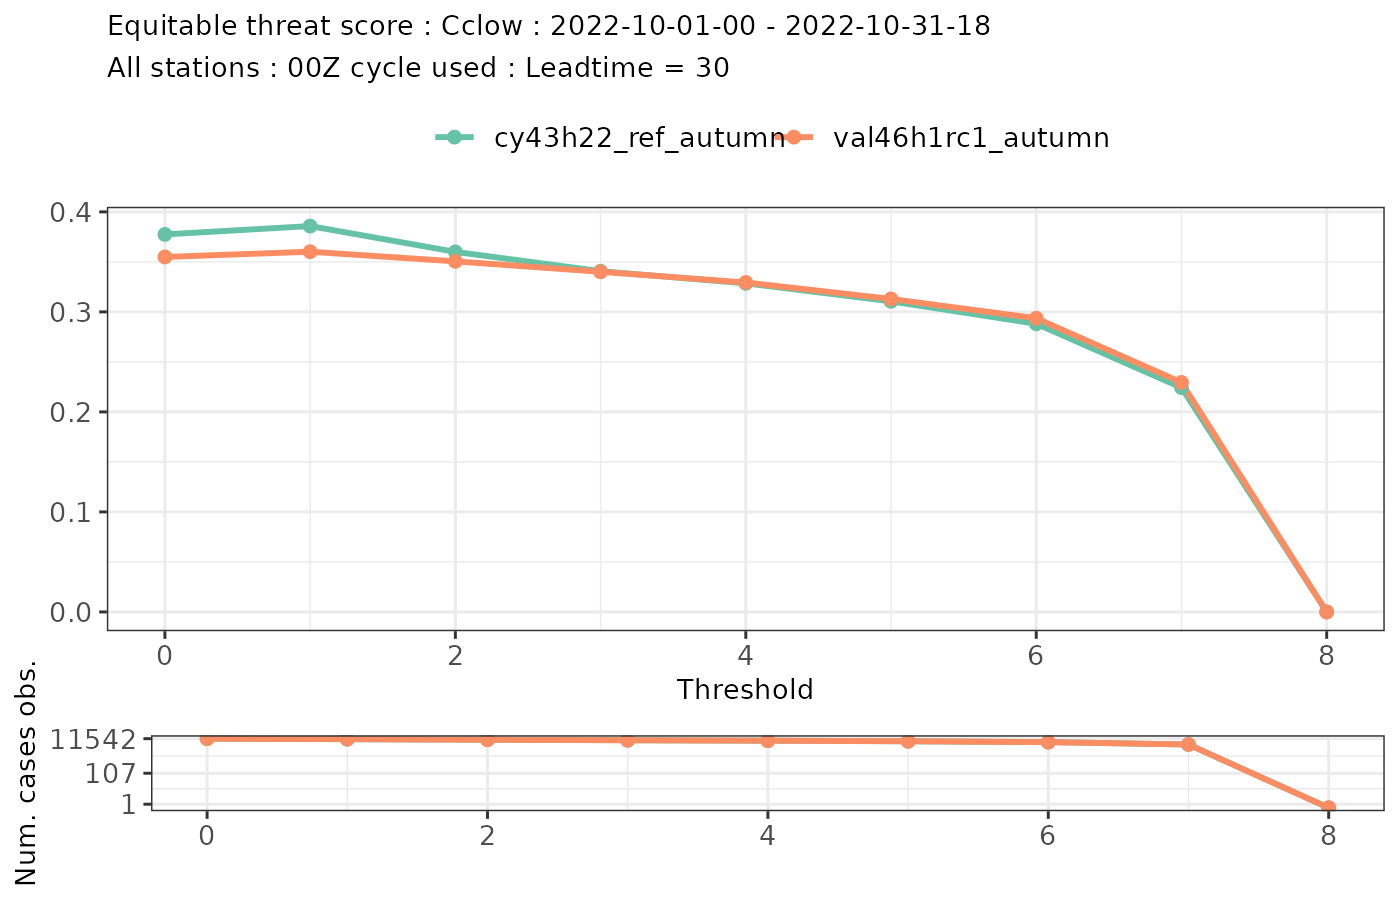 Equitable threat score : Cclow : 2022-10-01-00 - 2022-10-31-18
All stations : 00Z cycle used : Leadtime = 30
cy43h22_ref_autumn val46h1rc1_autumn
0.4
0.3
0.2
0.1
0.0
0 2 4 6 8
Threshold
Num. cases obs.
11542
107
1
0 2 4 6 8